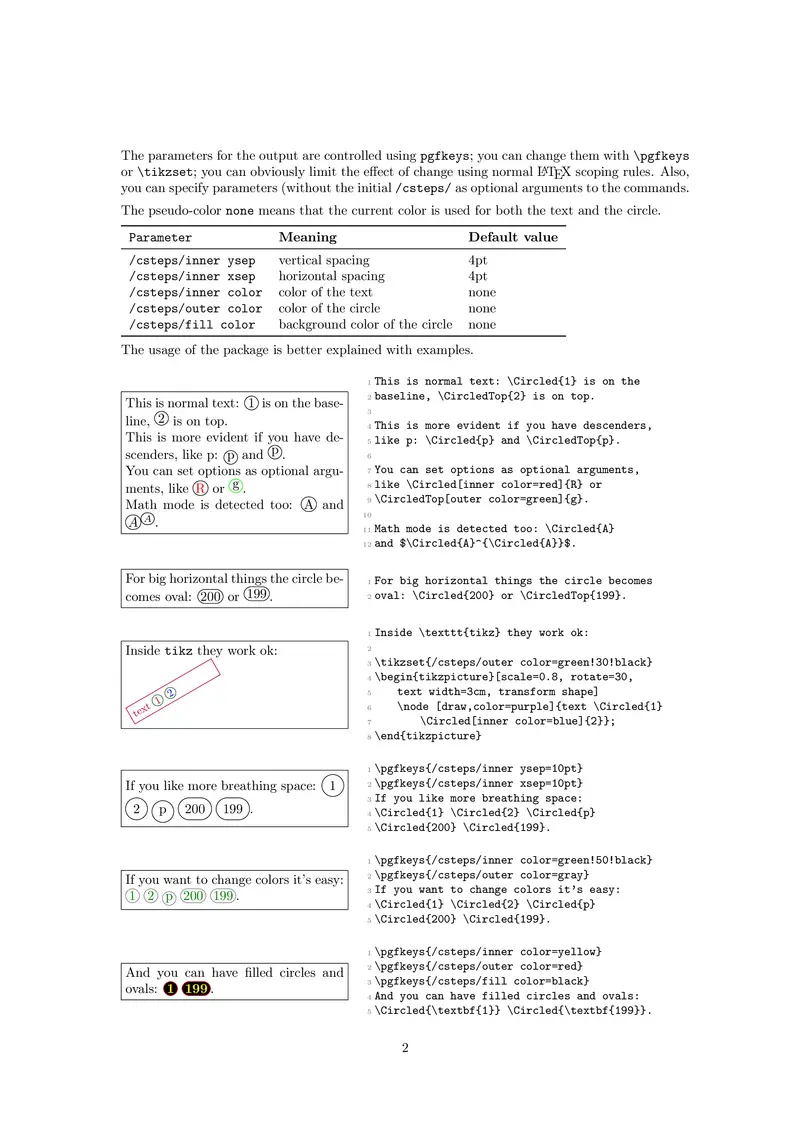 The parameters for the output are controlled using pgfkeys; you can change them with \pgfkeys
or \tikzset; you can obviously limit the effect of change using normal LATEX scoping rules. Also,
you can specify parameters (without the initial /csteps/ as optional arguments to the commands.
The pseudo-color none means that the current color is used for both the text and the circle.
Parameter Meaning Default value
/csteps/inner ysep vertical spacing 4pt
/csteps/inner xsep horizontal spacing 4pt
/csteps/inner color color of the text none
/csteps/outer color color of the circle none
/csteps/fill color background color of the circle none
The usage of the package is better explained with examples.
This is normal text: 1 is on the base-
line, 2 is on top.
This is more evident if you have de-
scenders, like p: p and p.
You can set options as optional argu-
ments, like R or g.
Math mode is detected too: A and
A A.
1 This is normal text: \Circled{1} is on the
2 baseline, \CircledTop{2} is on top.
3
4 This is more evident if you have descenders,
5 like p: \Circled{p} and \CircledTop{p}.
6
7 You can set options as optional arguments,
8 like \Circled[inner color=red]{R} or
9 \CircledTop[outer color=green]{g}.
10
11 Math mode is detected too: \Circled{A}
12 and $\Circled{A}^{\Circled{A}}$.
For big horizontal things the circle be-
comes oval: 200 or 199.
1 For big horizontal things the circle becomes
2 oval: \Circled{200} or \CircledTop{199}.
Inside tikz they work ok:
text 1 2
1 Inside \texttt{tikz} they work ok:
2
3 \tikzset{/csteps/outer color=green!30!black}
4 \begin{tikzpicture}[scale=0.8, rotate=30,
5 text width=3cm, transform shape]
6 \node [draw,color=purple]{text \Circled{1}
7 \Circled[inner color=blue]{2}};
8 \end{tikzpicture}
If you like more breathing space: 1
2 p 200 199.
1 \pgfkeys{/csteps/inner ysep=10pt}
2 \pgfkeys{/csteps/inner xsep=10pt}
3 If you like more breathing space:
4 \Circled{1} \Circled{2} \Circled{p}
5 \Circled{200} \Circled{199}.
If you want to change colors it's easy:
1 2 p 200 199.
1 \pgfkeys{/csteps/inner color=green!50!black}
2 \pgfkeys{/csteps/outer color=gray}
3 If you want to change colors it's easy:
4 \Circled{1} \Circled{2} \Circled{p}
5 \Circled{200} \Circled{199}.
And you can have filled circles and
ovals: 1 199.
1 \pgfkeys{/csteps/inner color=yellow}
2 \pgfkeys{/csteps/outer color=red}
3 \pgfkeys{/csteps/fill color=black}
4 And you can have filled circles and ovals:
5 \Circled{\textbf{1}} \Circled{\textbf{199}}.
2